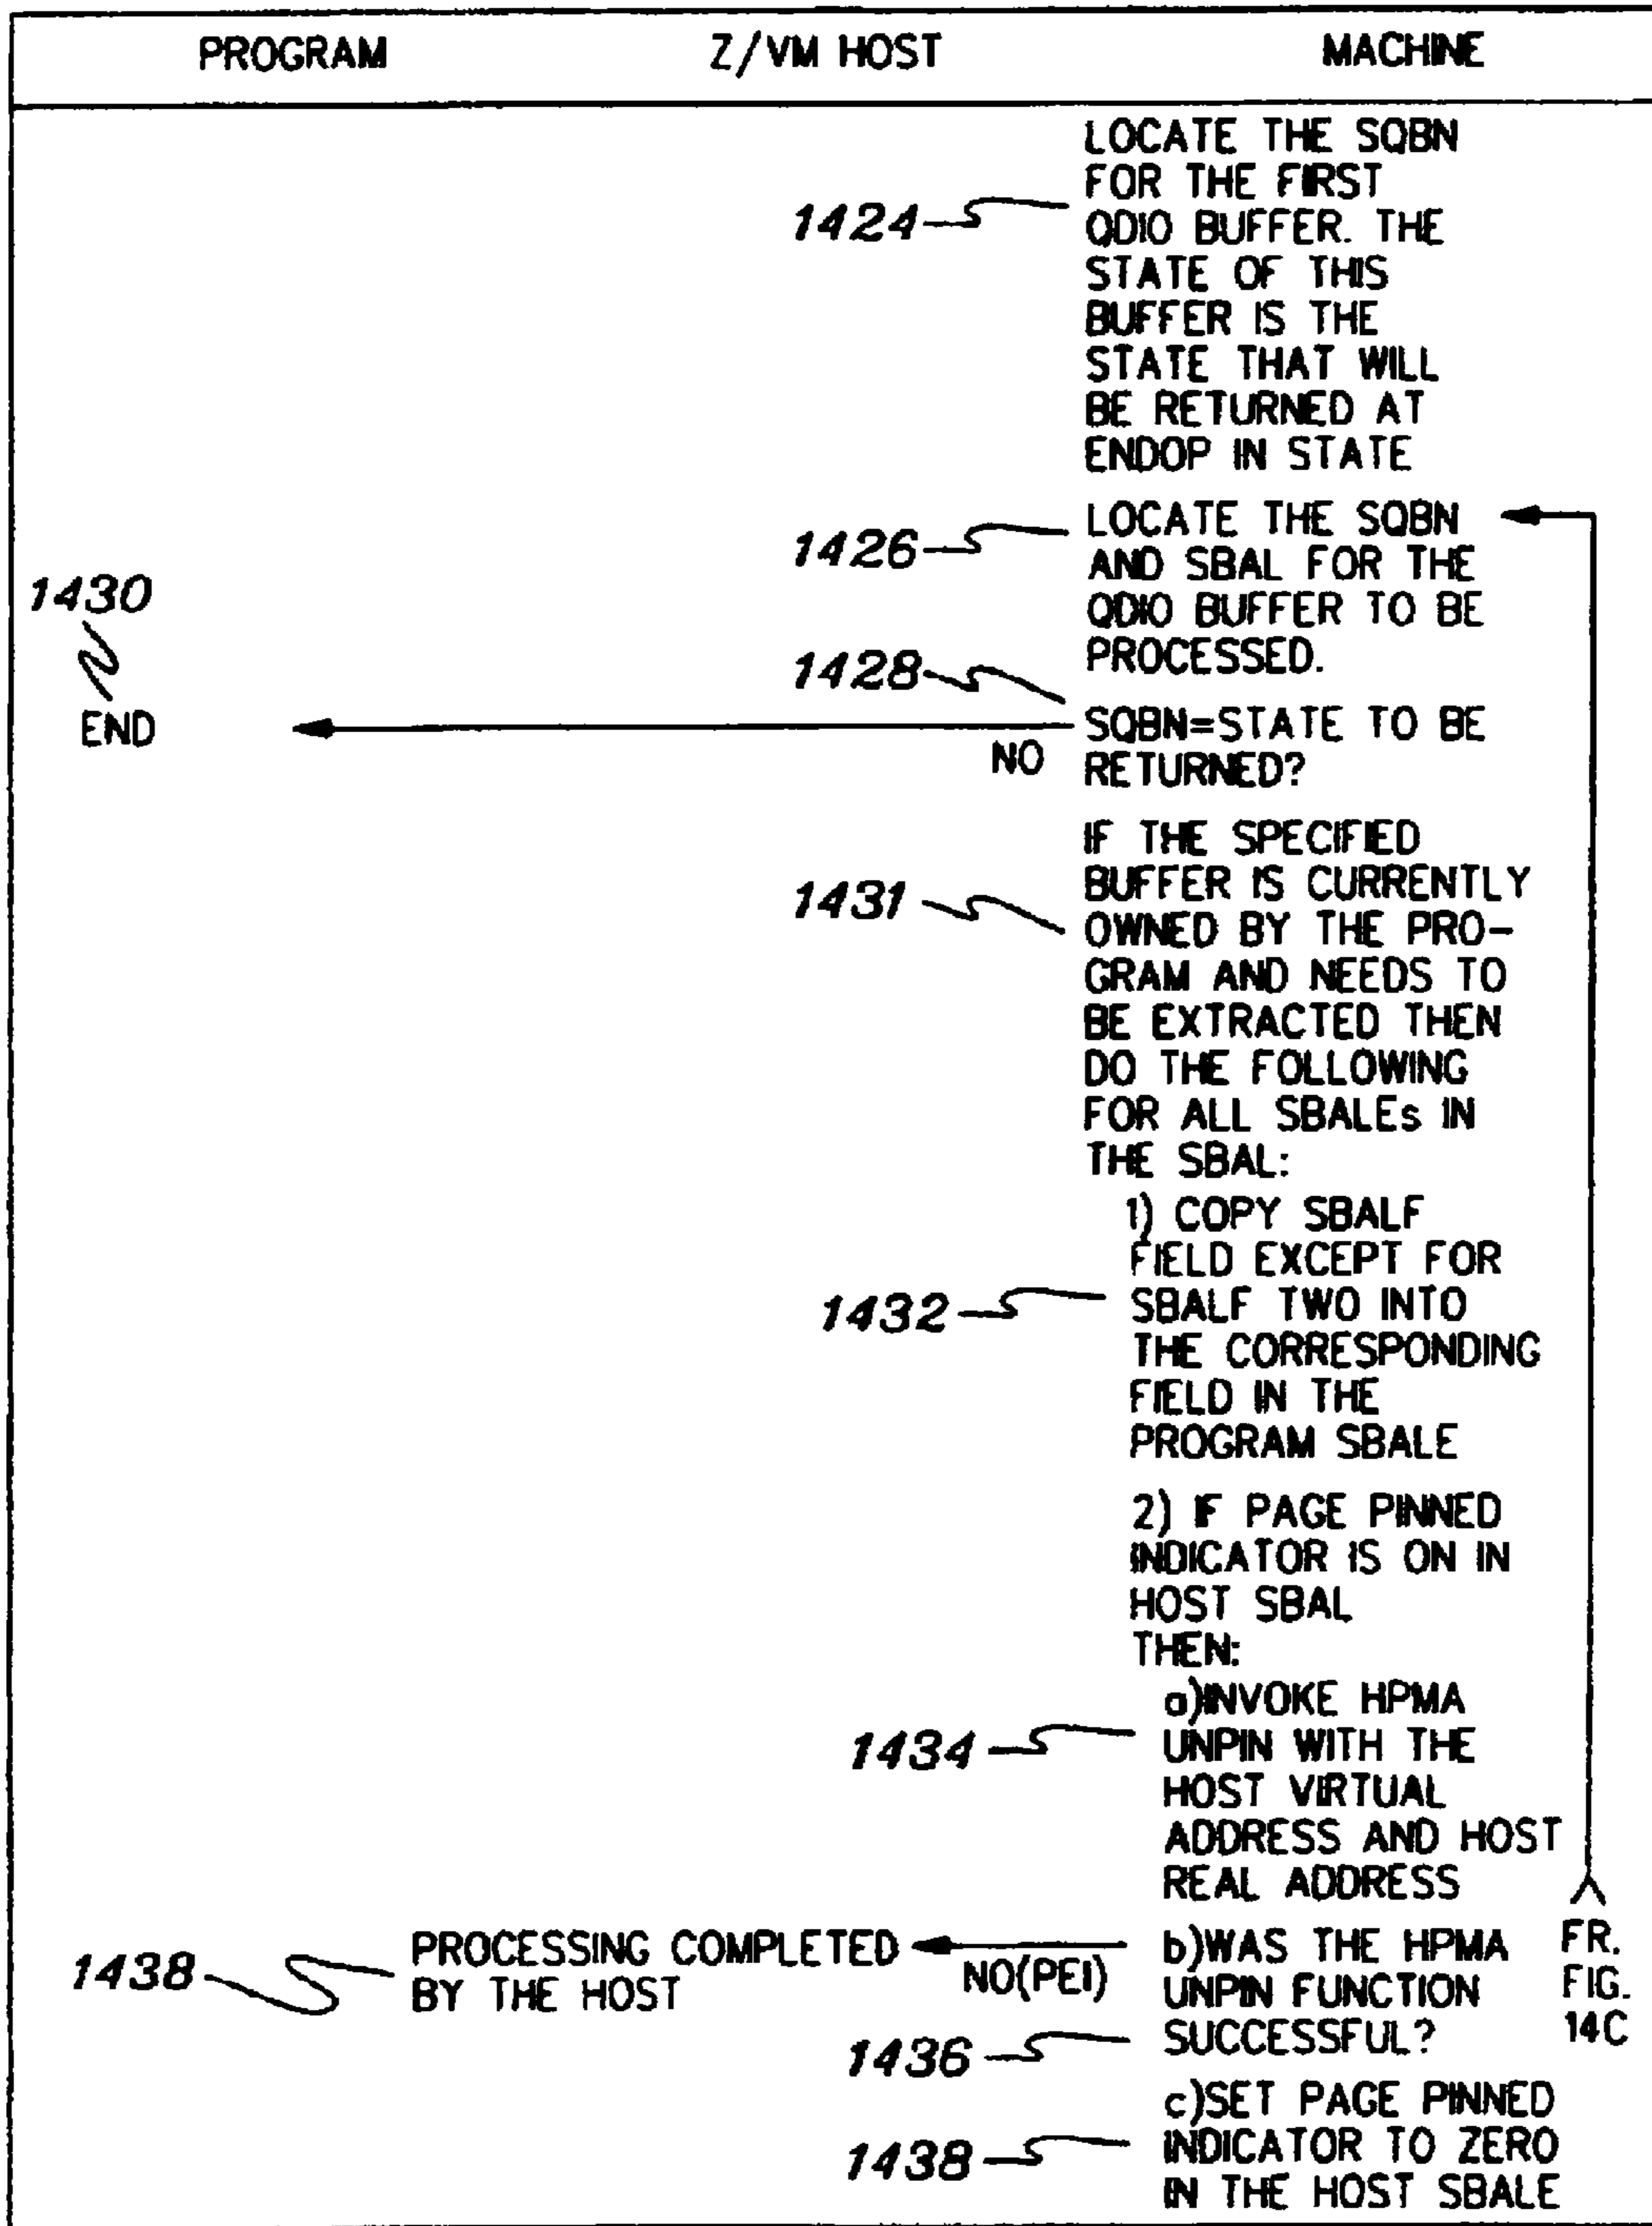 PROGRAM Z/VM HOST MACHINE
1424
LOCATE THE SQBN
FOR THE FIRST
QDIO BUFFER. THE
STATE OF THIS
BUFFER IS THE
STATE THAT WILL
BE RETURNED AT
ENDOP IN STATE
1426
LOCATE THE SQBN
AND SBAL FOR THE
QDIO BUFFER TO BE
PROCESSED.
1428
SQBN=STATE TO BE
RETURNED?
NO
1430
END
1431
IF THE SPECIFIED
BUFFER IS CURRENTLY
OWNED BY THE PRO-
GRAM AND NEEDS TO
BE EXTRACTED THEN
DO THE FOLLOWING
FOR ALL SBALEs IN
THE SBAL:
1432
1) COPY SBALF
FIELD EXCEPT FOR
SBALF TWO INTO
THE CORRESPONDING
FIELD IN THE
PROGRAM SBALE
2) IF PAGE PINNED
INDICATOR IS ON IN
HOST SBAL
THEN:
1434
a)INVOKE HPMA
UNPIN WITH THE
HOST VIRTUAL
ADDRESS AND HOST
REAL ADDRESS
1436
b)WAS THE HPMA
UNPIN FUNCTION
SUCCESSFUL?
NO(PEI)
1438
PROCESSING COMPLETED
BY THE HOST
1438
c)SET PAGE PINNED
INDICATOR TO ZERO
IN THE HOST SBALE
FR.
FIG.
14C